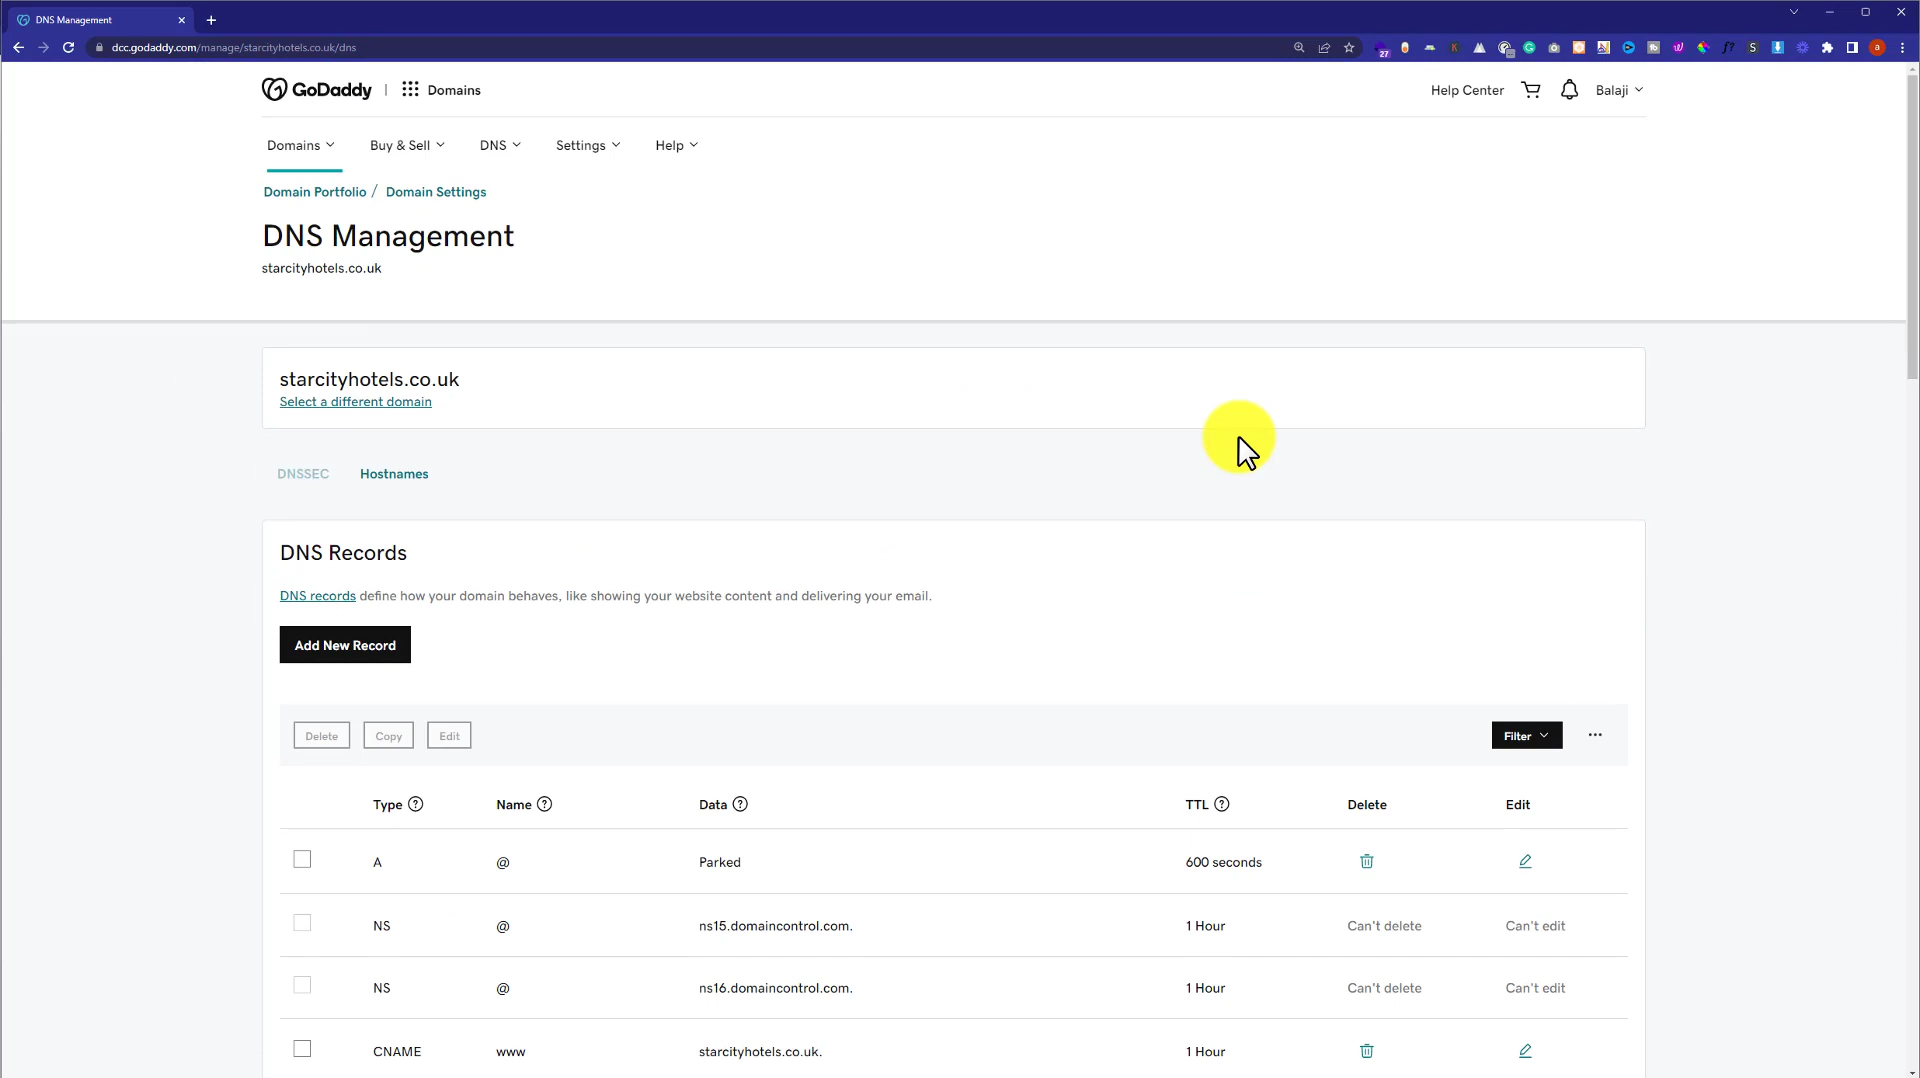 DNS Management
dcc.godaddy.com/manage/starcityhotels.co.uk/dns
27
GoDaddy | Domains
Help Center
Balaji
Domains
Buy & Sell
DNS
Settings
Help
Domain Portfolio / Domain Settings
DNS Management
starcityhotels.co.uk
starcityhotels.co.uk
Select a different domain
DNSSEC
Hostnames
DNS Records
DNS records define how your domain behaves, like showing your website content and delivering your email.
Add New Record
Delete
Copy
Edit
Filter
Type
Name
Data
TTL
Delete
Edit
A @ Parked 600 seconds
NS @ ns15.domaincontrol.com. 1 Hour Can't delete Can't edit
NS @ ns16.domaincontrol.com. 1 Hour Can't delete Can't edit
CNAME www starcityhotels.co.uk. 1 Hour